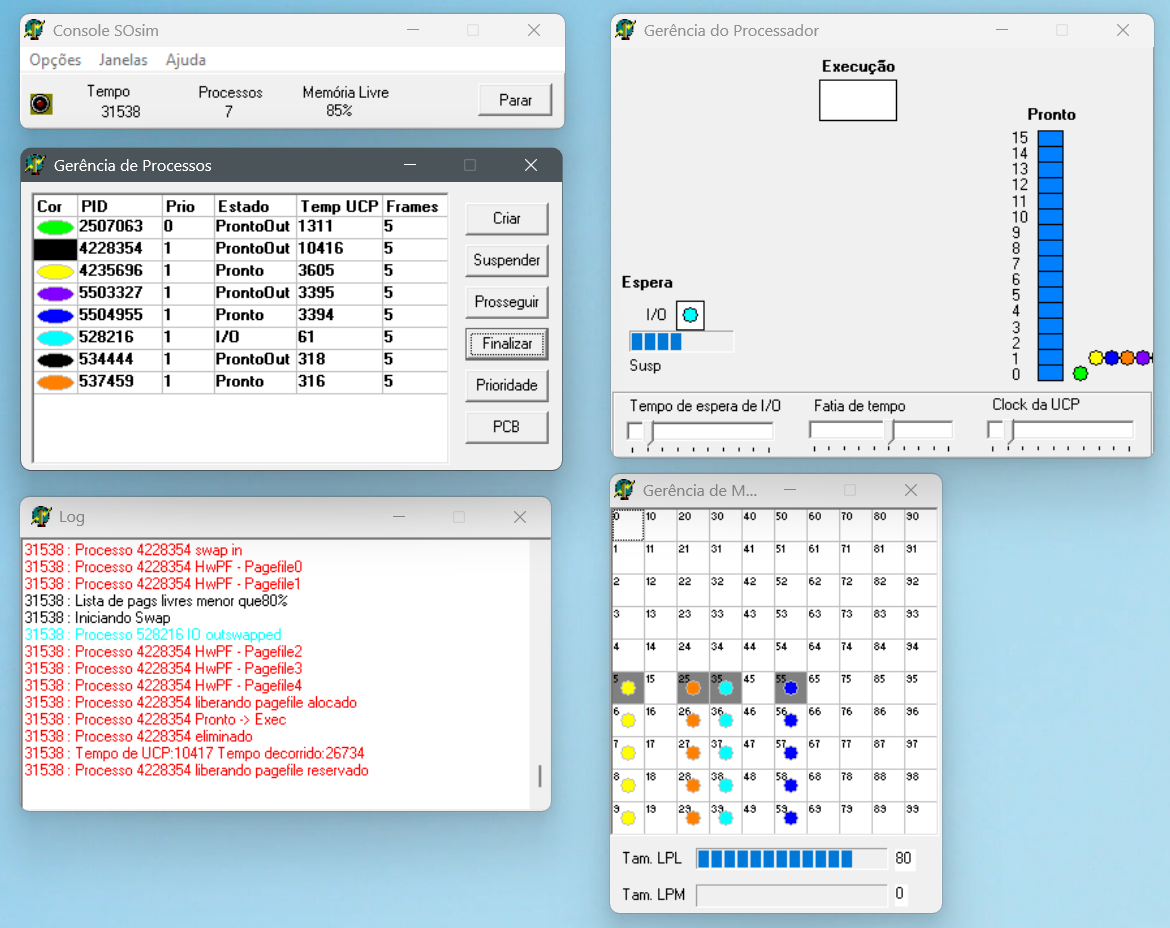 Console SOsim
Opções Janelas Ajuda
Tempo Processos Memória Livre
31538 7 85%
Parar
Gerência de Processos
Cor PID Prio Estado Temp UCP Frames
2507063 0 ProntoOut 1311 5
4228354 1 ProntoOut 10416 5
4235696 1 Pronto 3605 5
5503327 1 ProntoOut 3395 5
5504955 1 Pronto 3394 5
528216 1 I/O 61 5
534444 1 ProntoOut 318 5
537459 1 Pronto 316 5
Criar
Suspender
Prosseguir
Finalizar
Prioridade
PCB
Log
31538 : Processo 4228354 swap in
31538 : Processo 4228354 HwPF - Pagefile0
31538 : Processo 4228354 HwPF - Pagefile1
31538 : Lista de pags livres menor que80%
31538 : Iniciando Swap
31538 : Processo 528216 IO outswapped
31538 : Processo 4228354 HwPF - Pagefile2
31538 : Processo 4228354 HwPF - Pagefile3
31538 : Processo 4228354 HwPF - Pagefile4
31538 : Processo 4228354 liberando pagefile alocado
31538 : Processo 4228354 Pronto -> Exec
31538 : Processo 4228354 eliminado
31538 : Tempo de UCP:10417 Tempo decorrido:26734
31538 : Processo 4228354 liberando pagefile reservado
Gerência do Processador
Execução
Pronto
15
14
13
12
11
10
9
8
7
6
5
4
3
2
1
0
Espera
I/O
Susp
Tempo de espera de I/O Fatia de tempo Clock da UCP
Gerência de M...
0 10 20 30 40 50 60 70 80 90
1 11 21 31 41 51 61 71 81 91
2 12 22 32 42 52 62 72 82 92
3 13 23 33 43 53 63 73 83 93
4 14 24 34 44 54 64 74 84 94
5 15 25 35 45 55 65 75 85 95
6 16 26 36 46 56 66 76 86 96
7 17 27 37 47 57 67 77 87 97
8 18 28 38 48 58 68 78 88 98
9 19 29 39 49 59 69 79 89 99
Tam. LPL 80
Tam. LPM 0